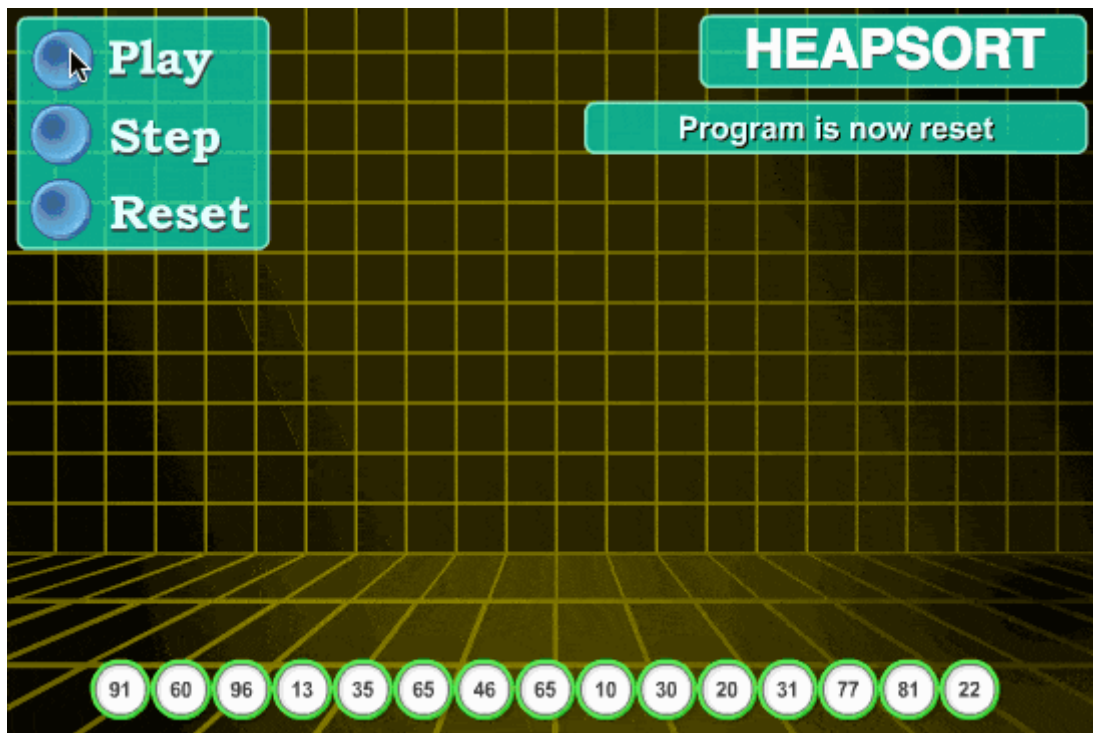 Play
Step
Reset
HEAPSORT
Program is now reset
91 60 96 13 35 65 46 65 10 30 20 31 77 81 22